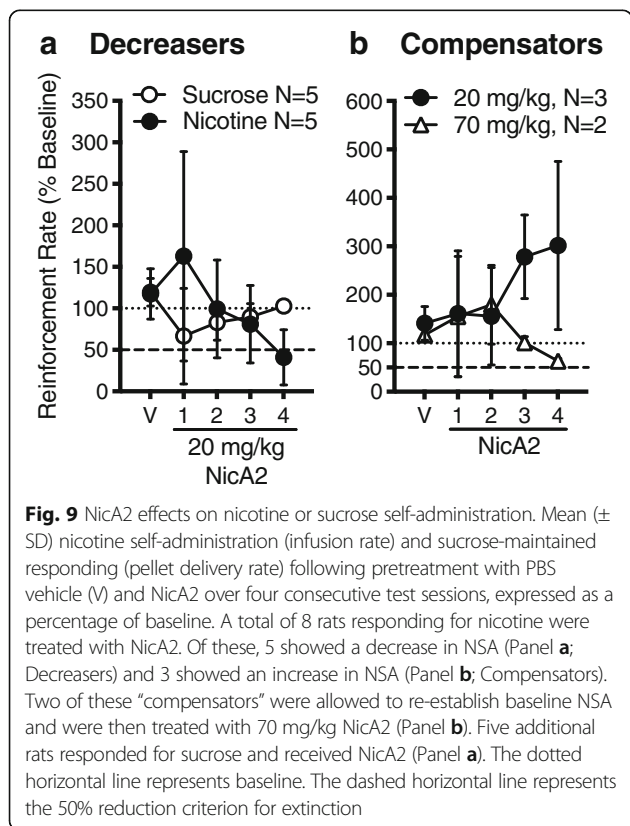 a Decreasers
b Compensators
Reinforcement Rate (% Baseline)
350
300
250
200
150
100
50
0
Sucrose N=5
Nicotine N=5
V 1 2 3 4
20 mg/kg
NicA2
600
500
400
300
200
100
50
0
20 mg/kg, N=3
70 mg/kg, N=2
V 1 2 3 4
NicA2
Fig. 9 NicA2 effects on nicotine or sucrose self-administration. Mean (±
SD) nicotine self-administration (infusion rate) and sucrose-maintained
responding (pellet delivery rate) following pretreatment with PBS
vehicle (V) and NicA2 over four consecutive test sessions, expressed as a
percentage of baseline. A total of 8 rats responding for nicotine were
treated with NicA2. Of these, 5 showed a decrease in NSA (Panel a;
Decreasers) and 3 showed an increase in NSA (Panel b; Compensators).
Two of these “compensators” were allowed to re-establish baseline NSA
and were then treated with 70 mg/kg NicA2 (Panel b). Five additional
rats responded for sucrose and received NicA2 (Panel a). The dotted
horizontal line represents baseline. The dashed horizontal line represents
the 50% reduction criterion for extinction